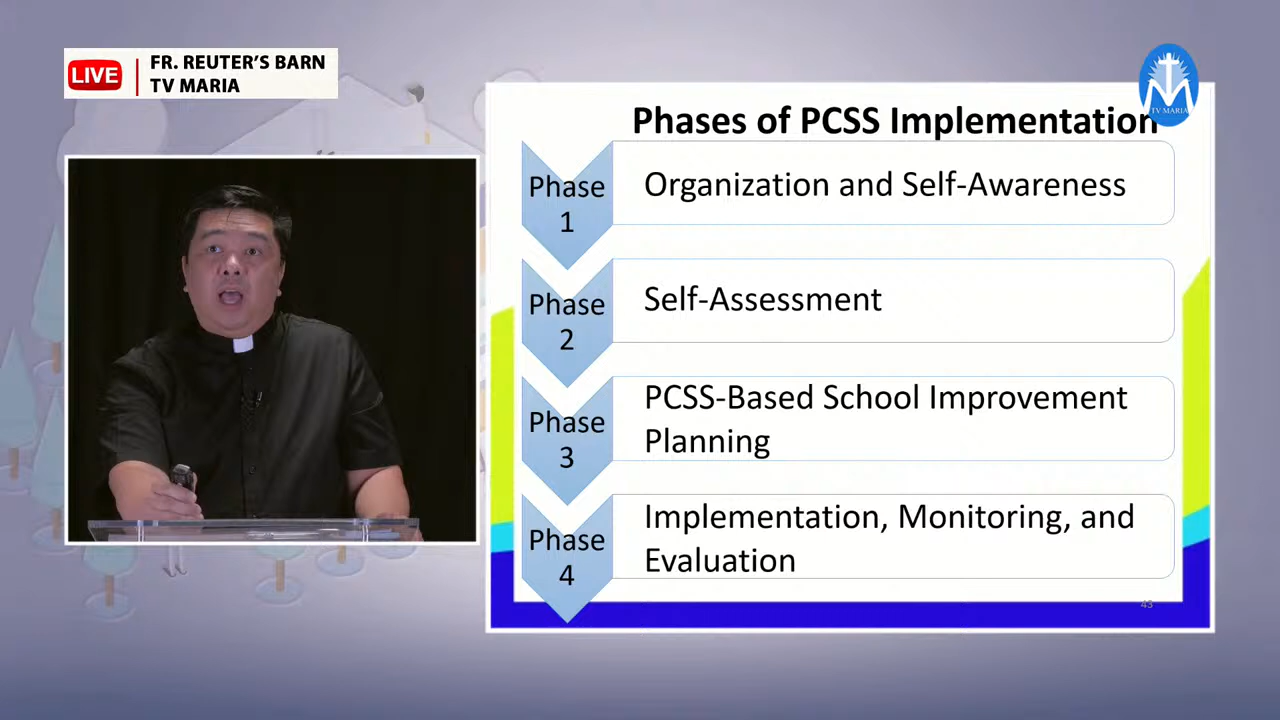 LIVE
FR. REUTER'S BARN
TV MARIA
TV MARIA
Phases of PCSS Implementation
Phase
1
Organization and Self-Awareness
Phase
2
Self-Assessment
Phase
3
PCSS-Based School Improvement
Planning
Phase
4
Implementation, Monitoring, and
Evaluation
43